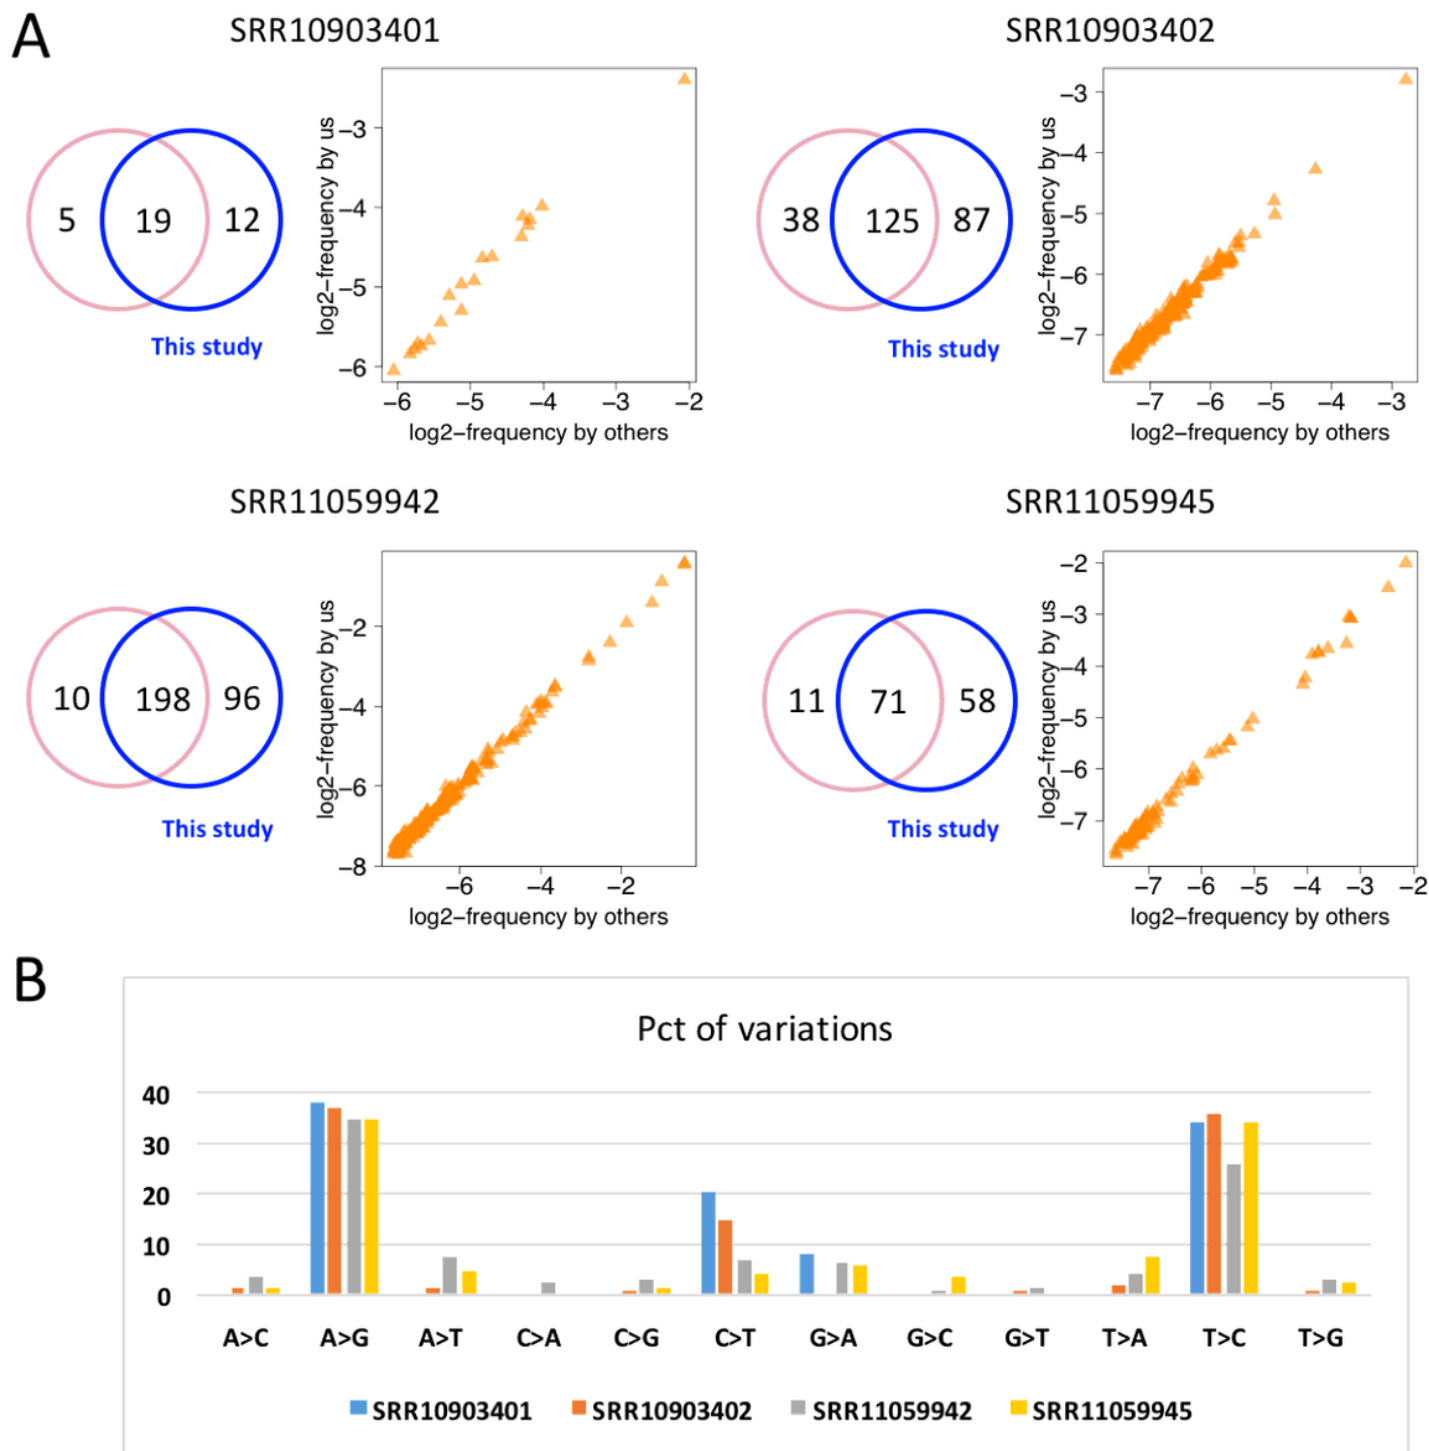 A
SRR10903401
SRR10903402
5 19 12
This study
log2−frequency by us
−3
−4
−5
−6
−6 −5 −4 −3 −2
log2−frequency by others
38 125 87
This study
log2−frequency by us
−3
−4
−5
−6
−7
−7 −6 −5 −4 −3
log2−frequency by others
SRR11059942
SRR11059945
10 198 96
This study
log2−frequency by us
−2
−4
−6
−8
−6 −4 −2
log2−frequency by others
11 71 58
This study
log2−frequency by us
−2
−3
−4
−5
−6
−7
−7 −6 −5 −4 −3 −2
log2−frequency by others
B
Pct of variations
40
30
20
10
0
A>C A>G A>T C>A C>G C>T G>A G>C G>T T>A T>C T>G
SRR10903401 SRR10903402 SRR11059942 SRR11059945